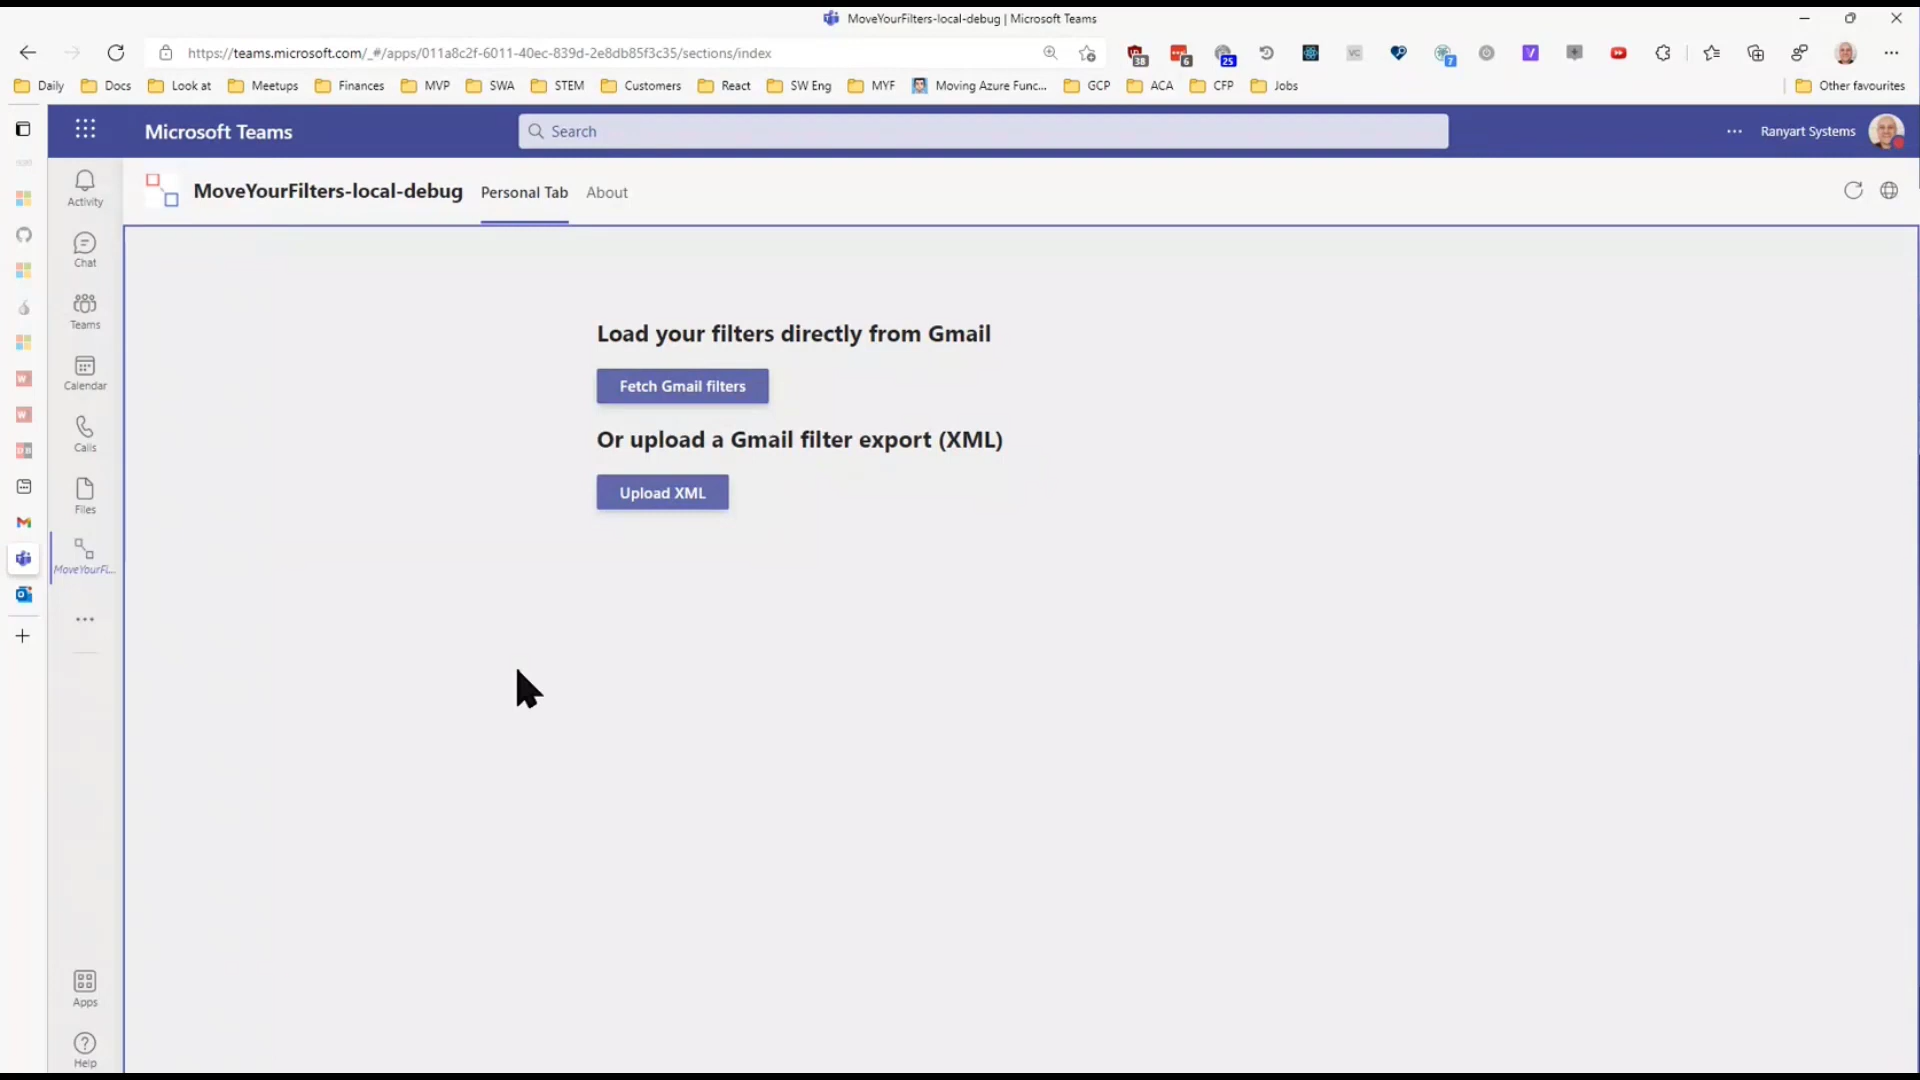 MoveYourFilters-local-debug | Microsoft Teams
https://teams.microsoft.com/_#/apps/011a8c2f-6011-40ec-839d-2e8db85f3c35/sections/index
38
6
25
7
Daily Docs Look at Meetups Finances MVP SWA STEM Customers React SW Eng MYF Moving Azure Func... GCP ACA CFP Jobs Other favourites
Microsoft Teams
Search
Ranyart Systems
MoveYourFilters-local-debug
Personal Tab
About
Activity
Chat
Teams
Calendar
Calls
Files
MoveYourFi...
Apps
Help
Load your filters directly from Gmail
Fetch Gmail filters
Or upload a Gmail filter export (XML)
Upload XML